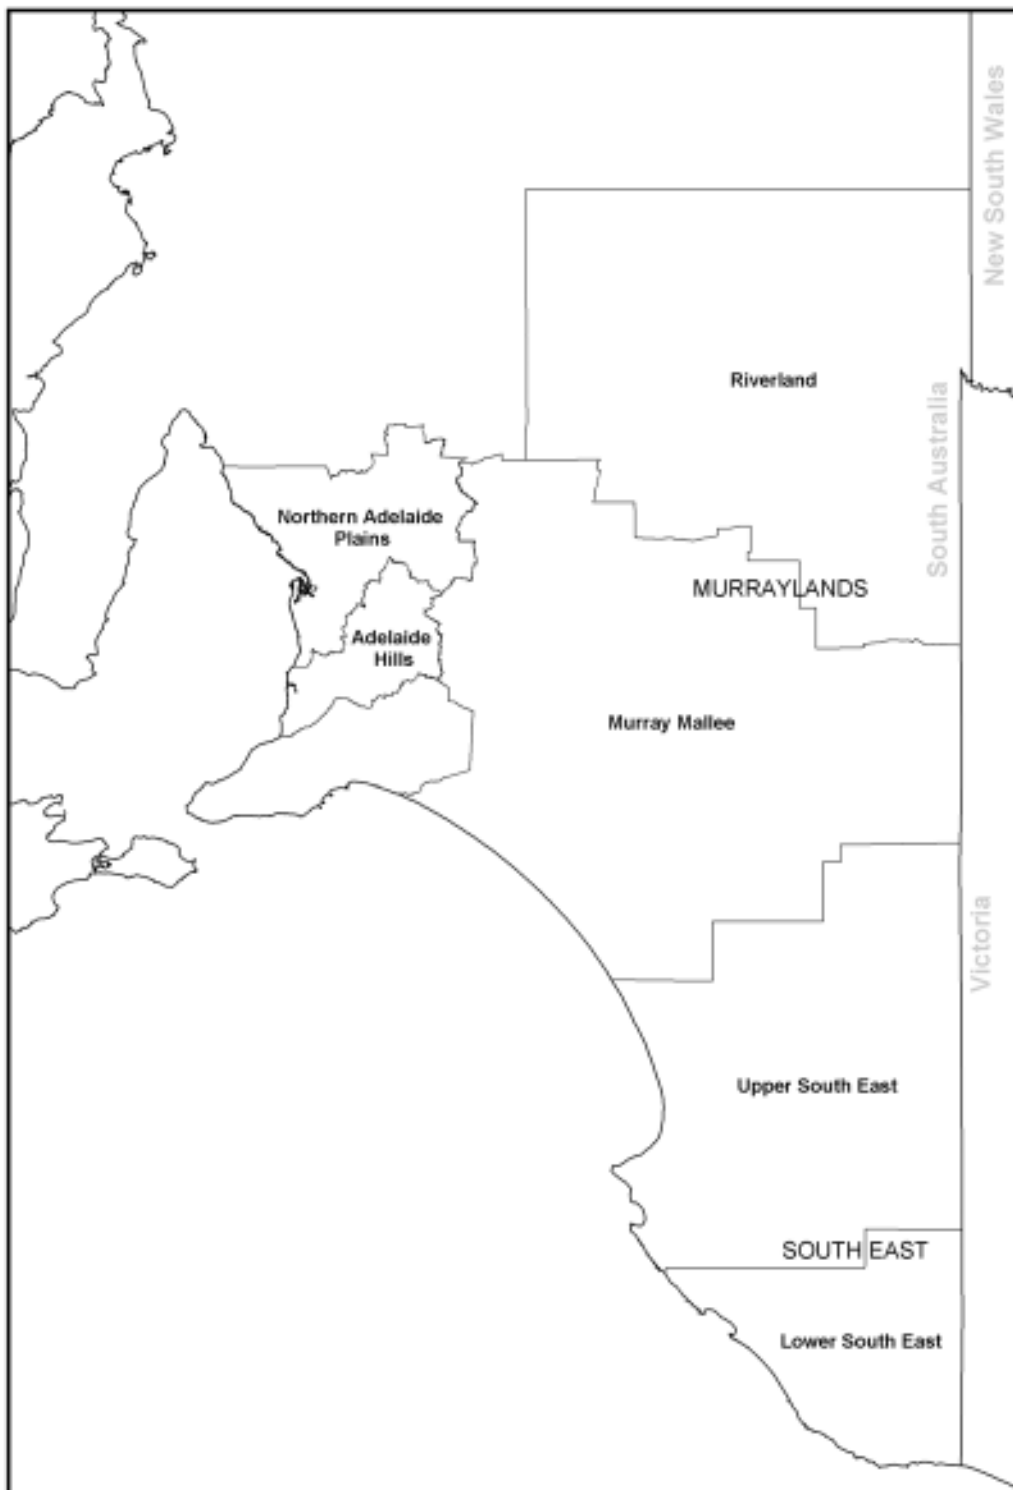 New South Wales
Riverland
South Australia
Northern Adelaide
Plains
MURRAYLANDS
Adelaide
Hills
Murray Mallee
Victoria
Upper South East
SOUTH EAST
Lower South East